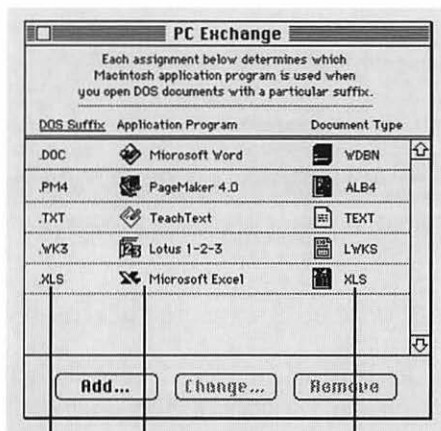 PC Exchange
Each assignment below determines which
Macintosh application program is used when
you open DOS documents with a particular suffix.
DOS Suffix Application Program Document Type
.DOC Microsoft Word WDBN
.PM4 PageMaker 4.0 ALB4
.TXT TeachText TEXT
.WK3 Lotus 1-2-3 LWKS
.XLS Microsoft Excel XLS
Add... Change... Remove